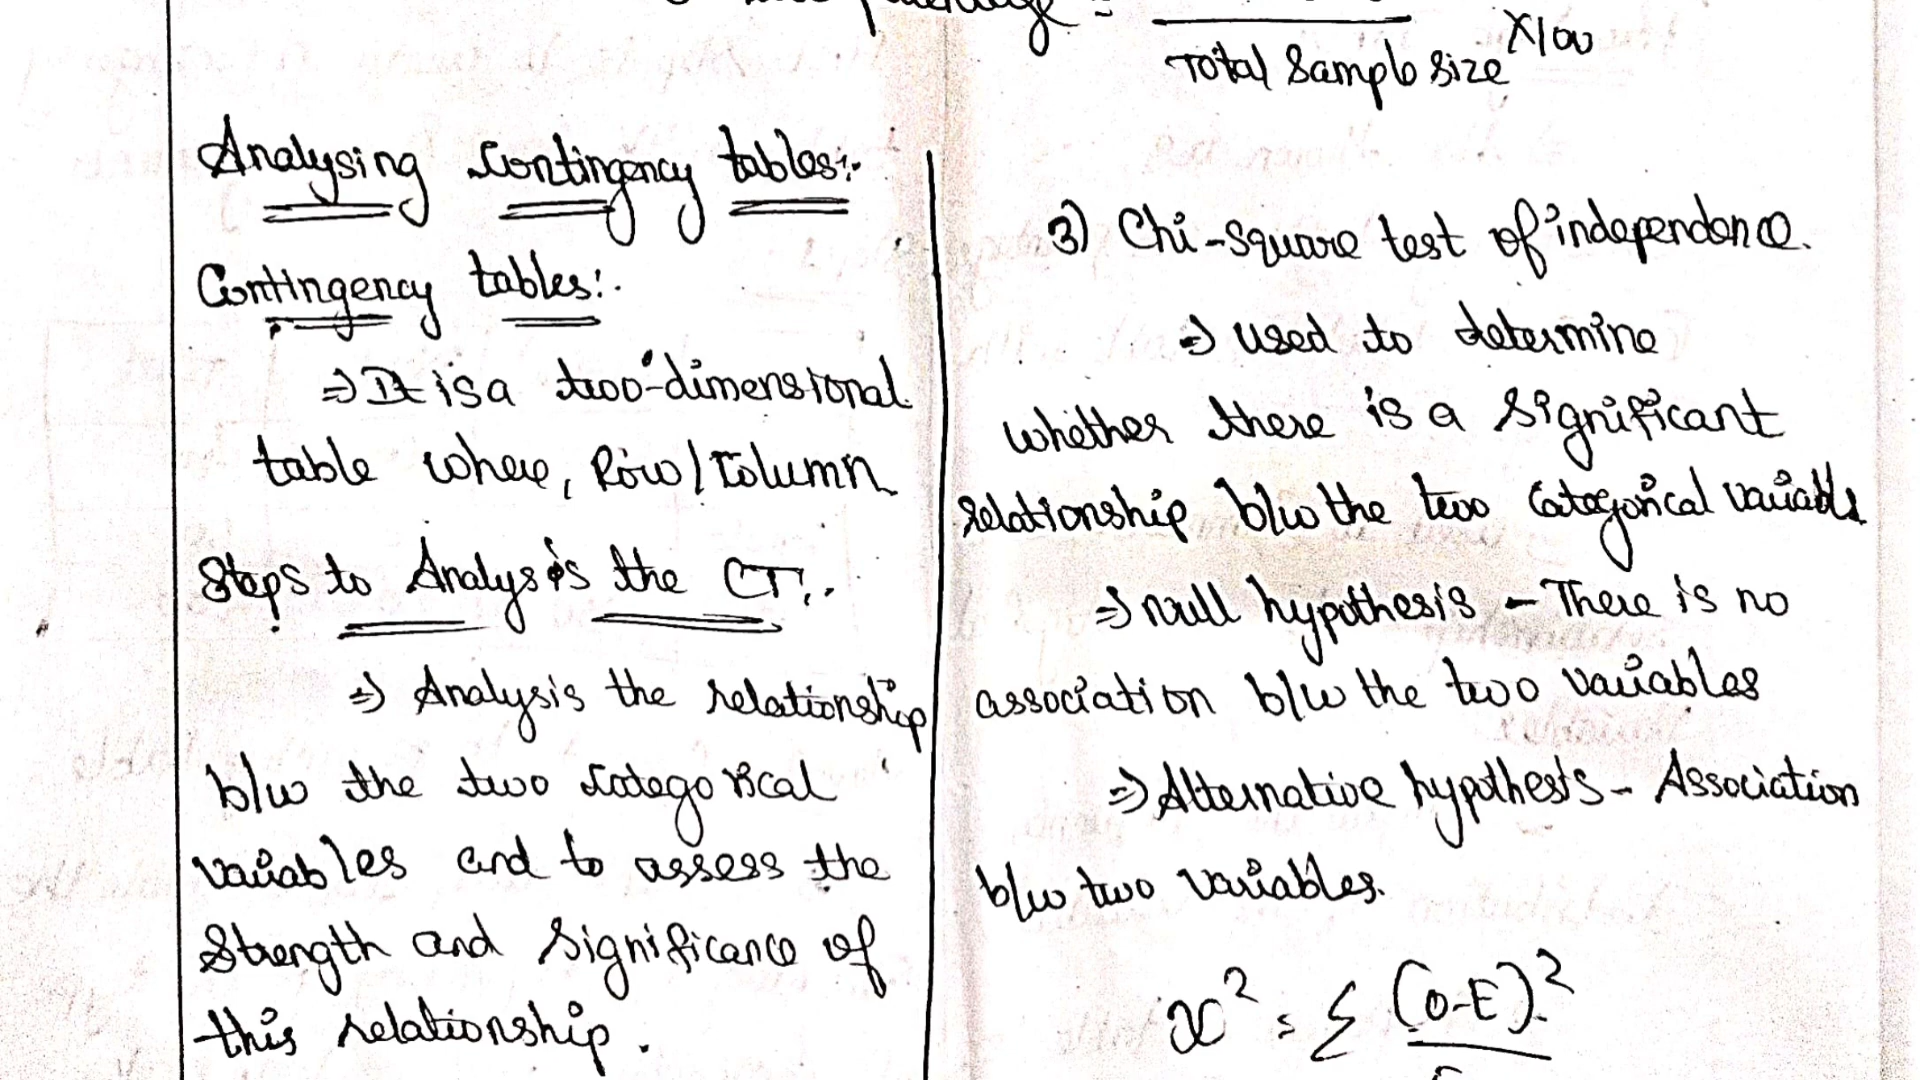 Total Sample Size X100
Analysing Contingency tables:-
Contingency tables:-
⇒ It is a two-dimensional
table where, Row/Column
Steps to Analysis the CT:-
⇒ Analysis the relationship
b/w the two categorical
variables and to assess the
Strength and Significance of
this relationship.
3) Chi-square test of independence.
⇒ used to determine
whether there is a significant
relationship b/w the two categorical variable
⇒ null hypothesis - There is no
association b/w the two variables
⇒ Alternative hypothesis - Association
b/w two variables.
x² = Σ (O-E)²